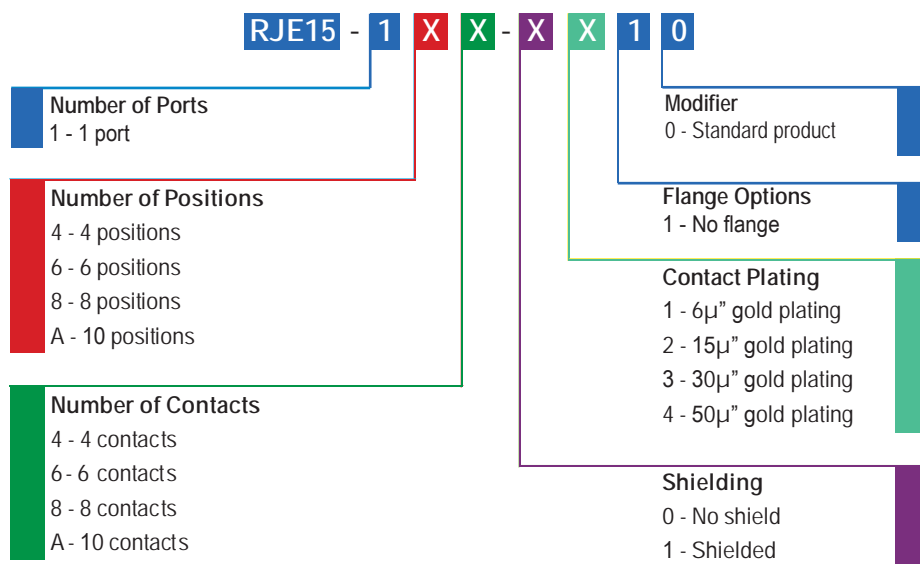 RJE15 - 1 X X - X X 1 0
Number of Ports
1 - 1 port
Number of Positions
4 - 4 positions
6 - 6 positions
8 - 8 positions
A - 10 positions
Number of Contacts
4 - 4 contacts
6 - 6 contacts
8 - 8 contacts
A - 10 contacts
Modifier
0 - Standard product
Flange Options
1 - No flange
Contact Plating
1 - 6µ” gold plating
2 - 15µ” gold plating
3 - 30µ” gold plating
4 - 50µ” gold plating
Shielding
0 - No shield
1 - Shielded